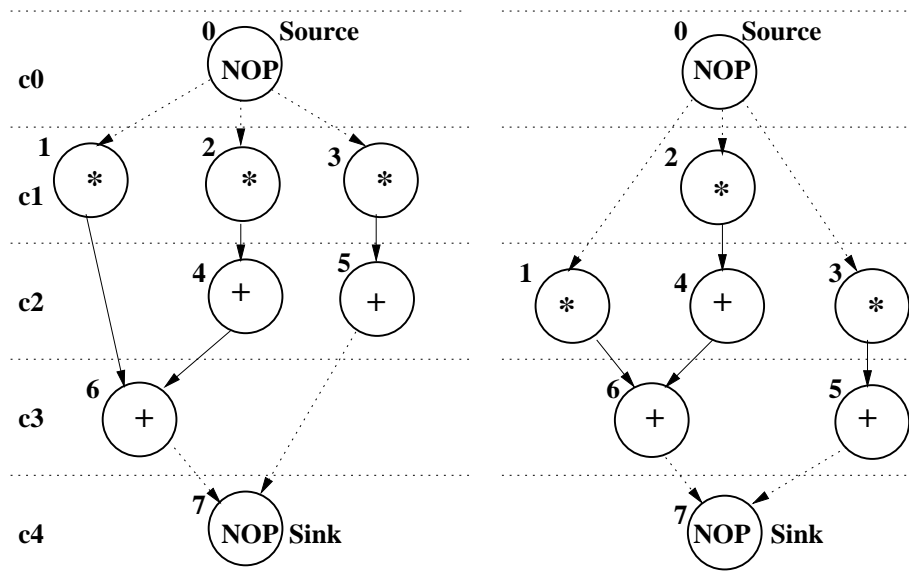 0 Source
NOP
c0
1 2 3
* * *
c1
4 5
+ +
c2
6
+
c3
7
NOP Sink
c4
0 Source
NOP
2
*
1 4 3
* + *
6 5
+ +
7
NOP Sink